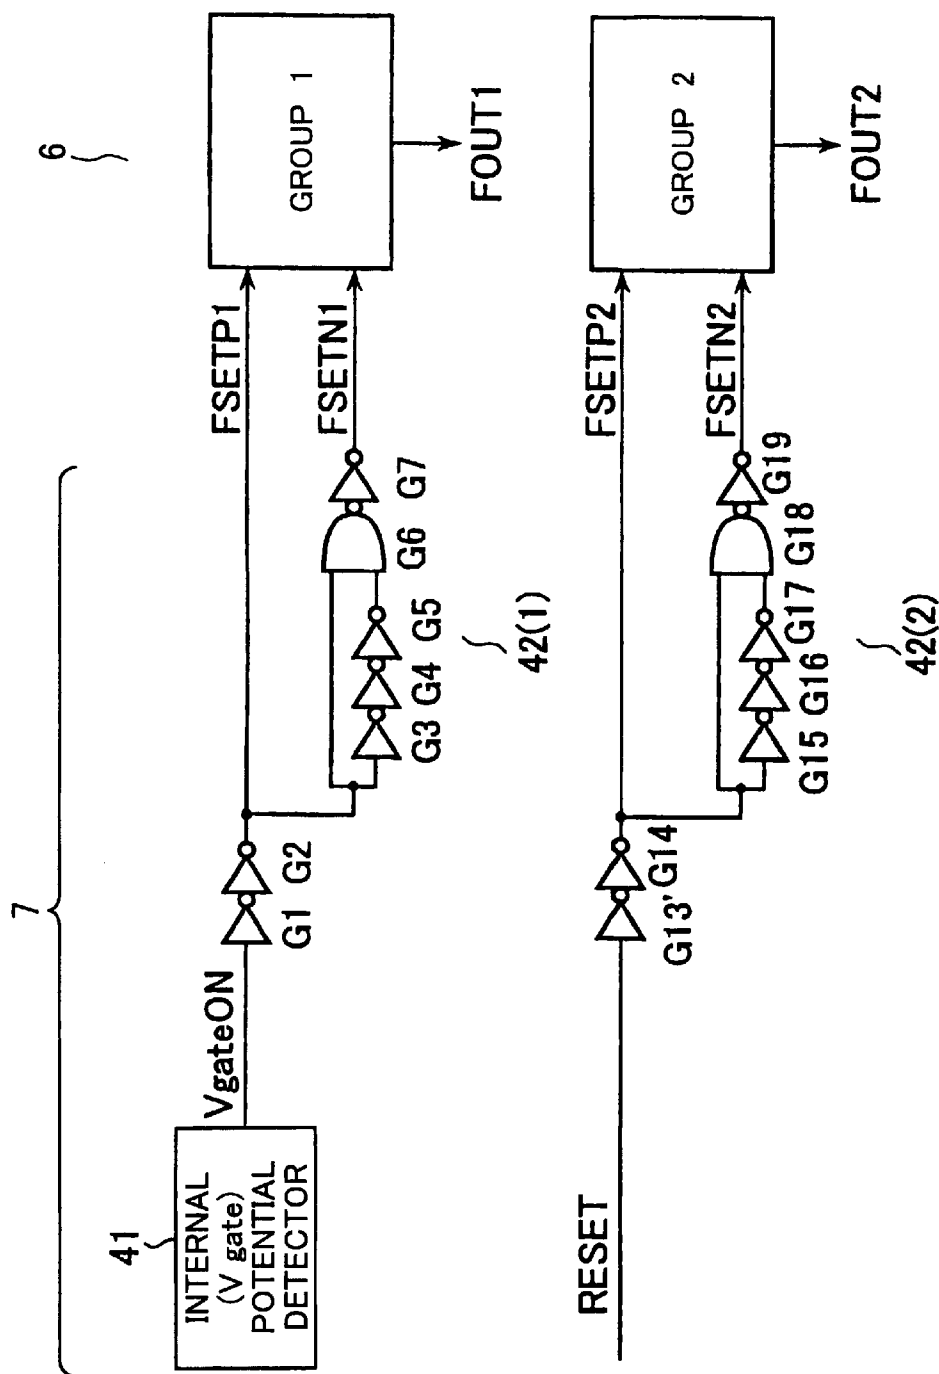 7
6
41
INTERNAL
(V gate)
POTENTIAL
DETECTOR
VgateON
G1
G2
G3
G4
G5
G6
G7
42(1)
FSETP1
FSETN1
GROUP 1
FOUT1
RESET
G13'
G14
G15
G16
G17
G18
G19
42(2)
FSETP2
FSETN2
GROUP 2
FOUT2